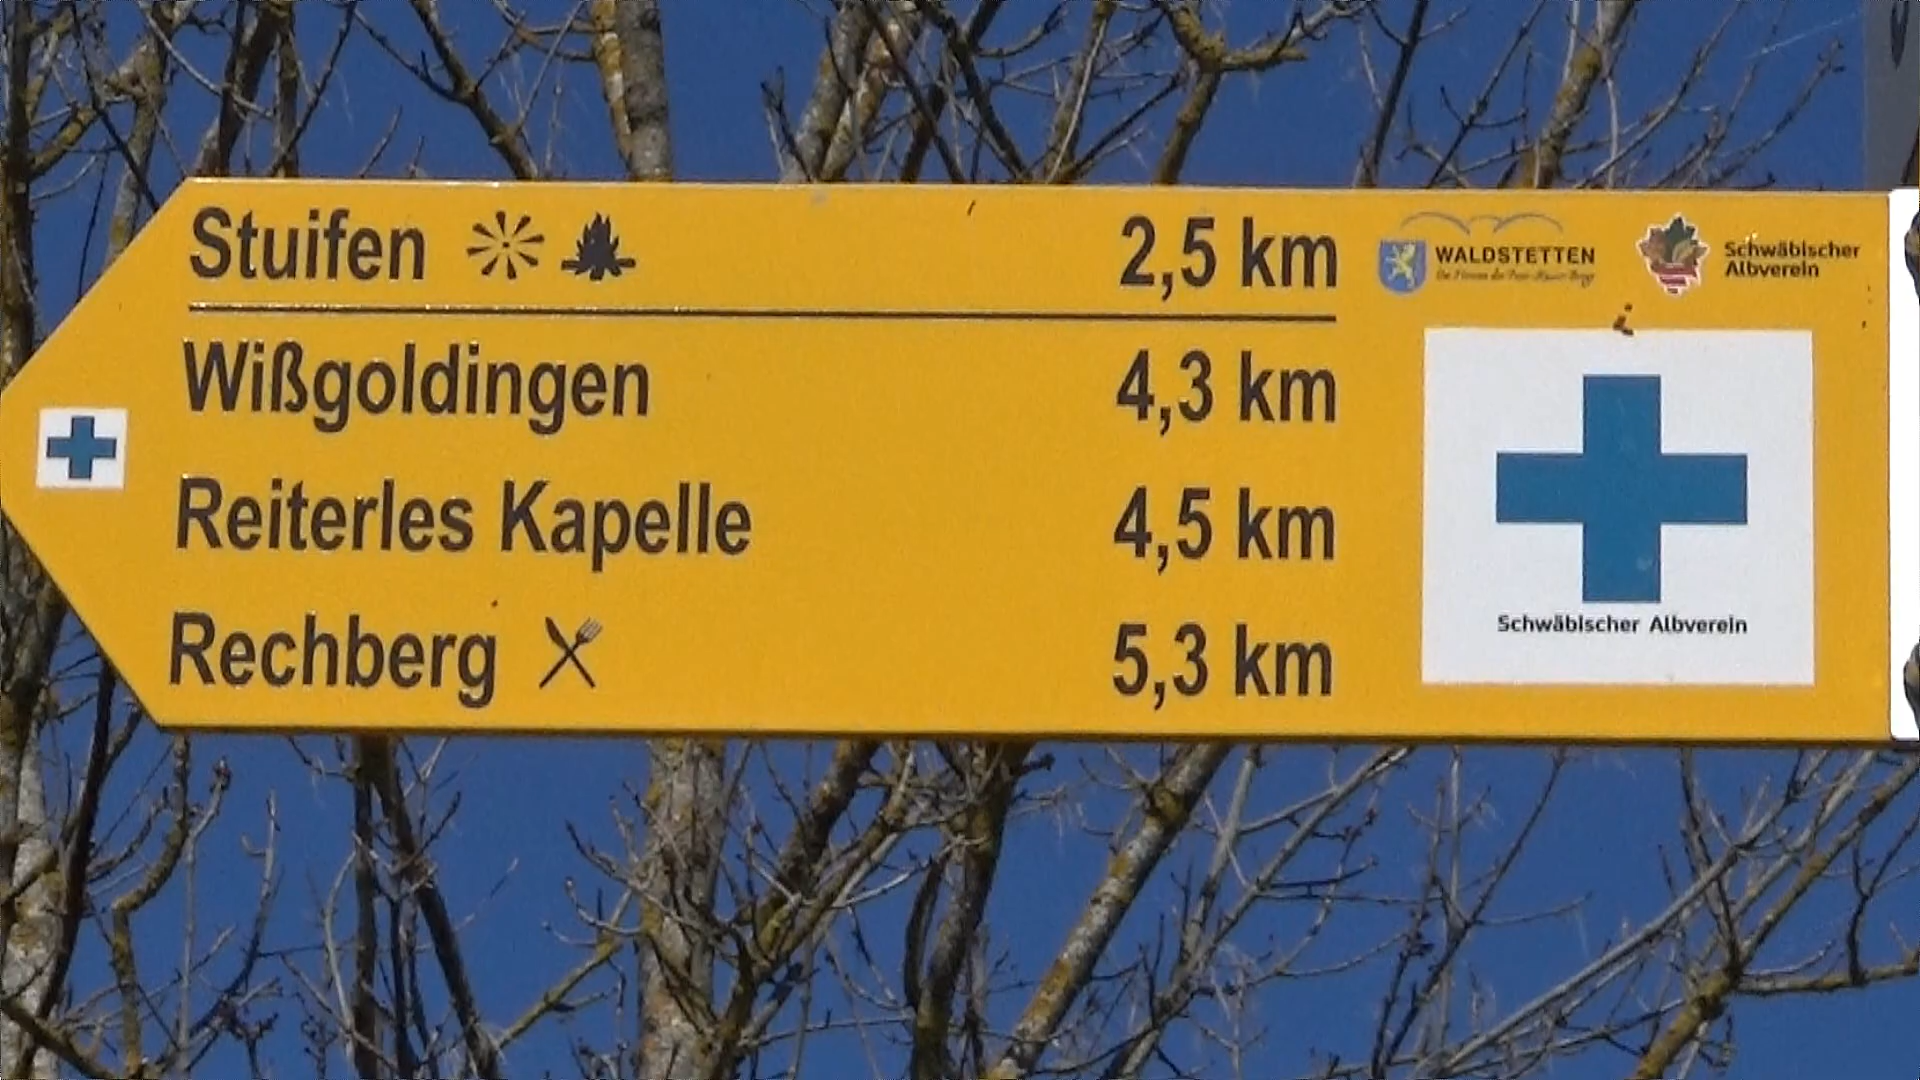 Stuifen 2,5 km
Wißgoldingen 4,3 km
Reiterles Kapelle 4,5 km
Rechberg 5,3 km
WALDSTETTEN
Schwäbischer
Albverein
Schwäbischer Albverein